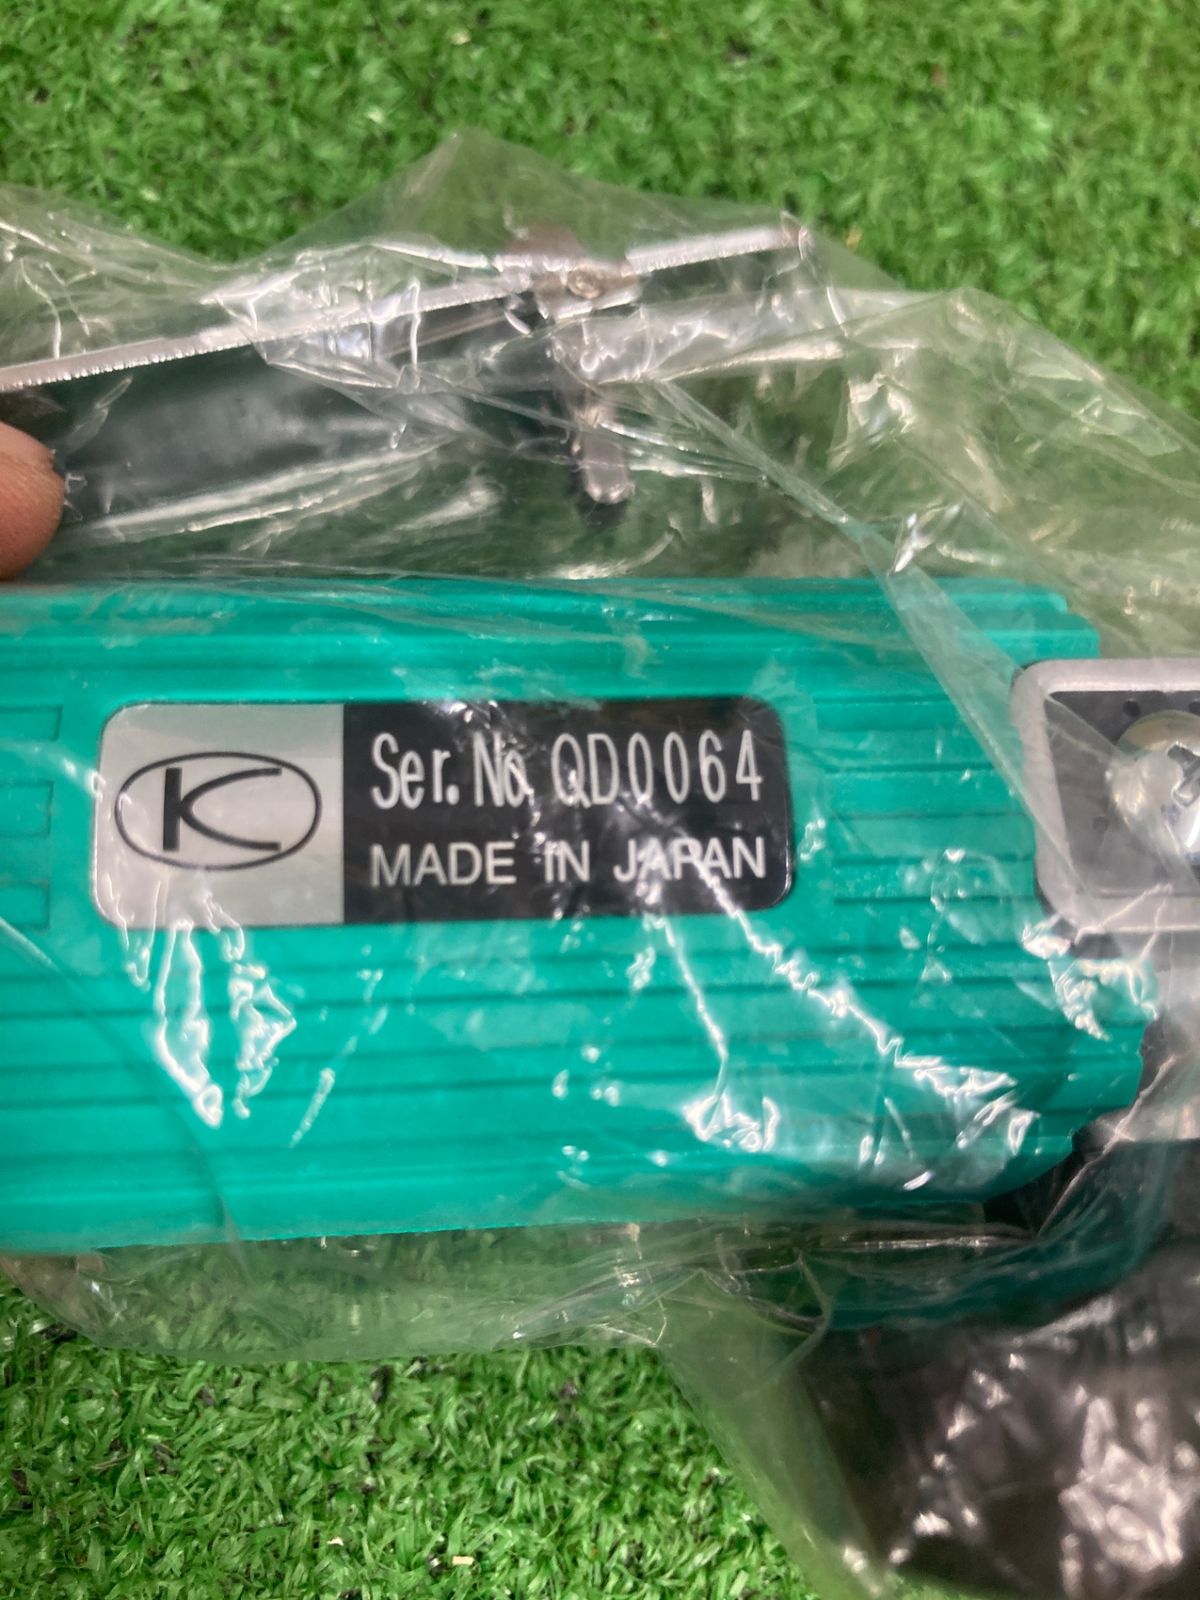 K
Ser. No. QD0064
MADE IN JAPAN